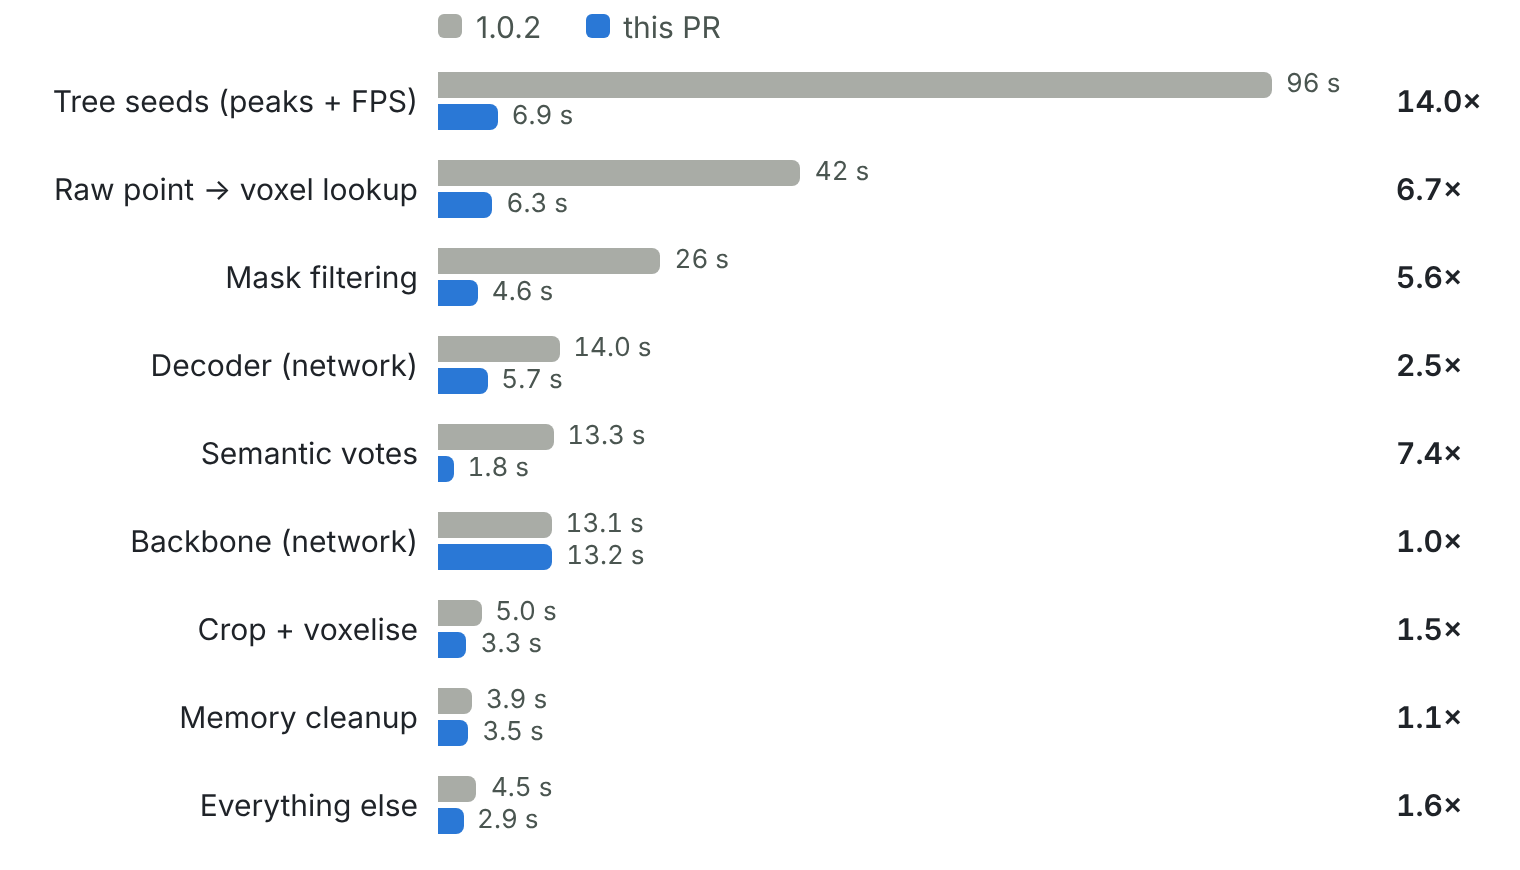 1.0.2 this PR
Tree seeds (peaks + FPS) 96 s 14.0×
6.9 s
Raw point → voxel lookup 42 s 6.7×
6.3 s
Mask filtering 26 s 5.6×
4.6 s
Decoder (network) 14.0 s 2.5×
5.7 s
Semantic votes 13.3 s 7.4×
1.8 s
Backbone (network) 13.1 s 1.0×
13.2 s
Crop + voxelise 5.0 s 1.5×
3.3 s
Memory cleanup 3.9 s 1.1×
3.5 s
Everything else 4.5 s 1.6×
2.9 s